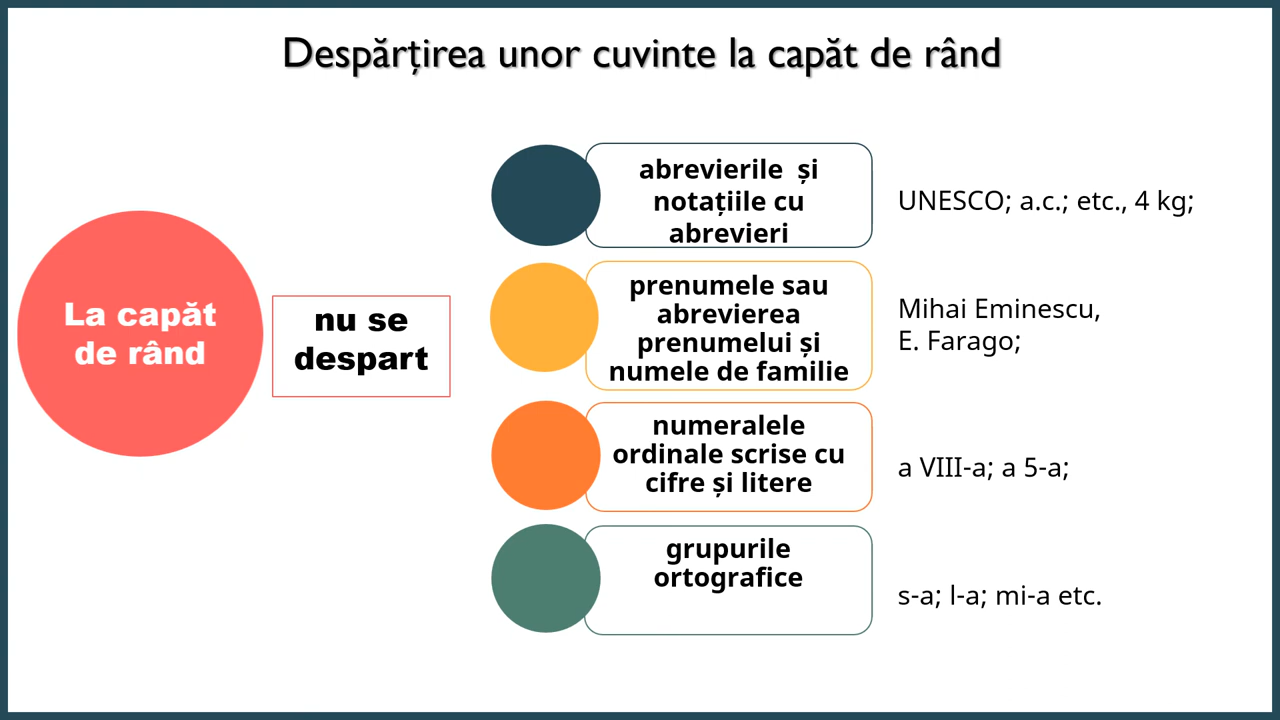 Despărțirea unor cuvinte la capăt de rând
La capăt
de rând
nu se
despart
abrevierile și
notațiile cu
abrevieri
UNESCO; a.c.; etc., 4 kg;
prenumele sau
abrevierea
prenumelui și
numele de familie
Mihai Eminescu,
E. Farago;
numeralele
ordinale scrise cu
cifre și litere
a VIII-a; a 5-a;
grupurile
ortografice
s-a; l-a; mi-a etc.